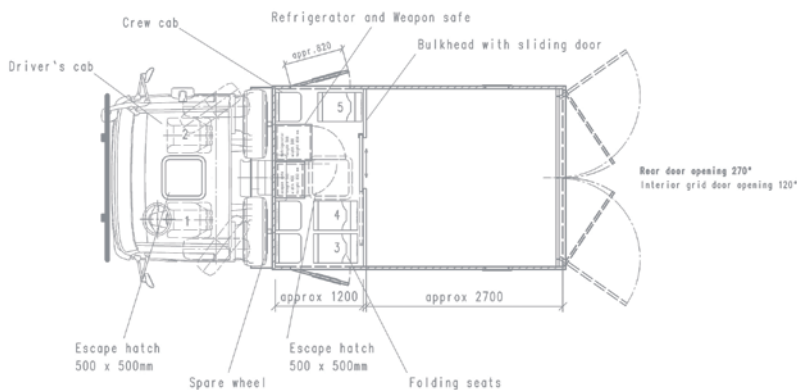 Refrigerator and Weapon safe
Crew cab
Bulkhead with sliding door
Driver's cab
appr.820
5
2
Rear door opening 270°
Interior grid door opening 120°
1
4
3
approx 1200
approx 2700
Escape hatch
500 x 500mm
Escape hatch
500 x 500mm
Spare wheel
Folding seats